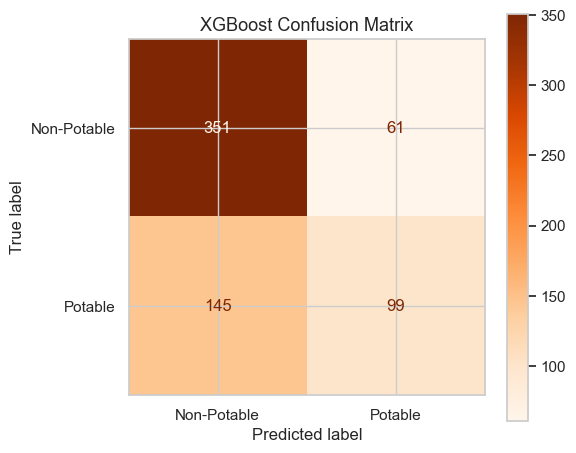 XGBoost Confusion Matrix
True label
Non-Potable
351
61
Potable
145
99
Non-Potable
Potable
Predicted label
350
300
250
200
150
100